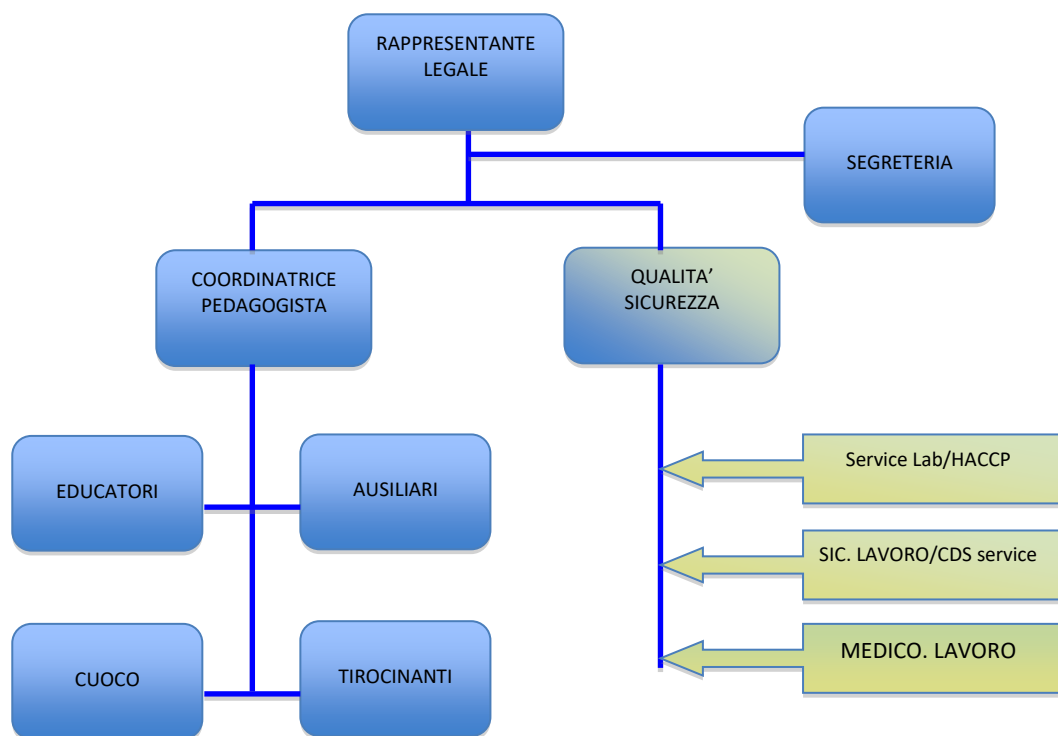 RAPPRESENTANTE
LEGALE
SEGRETERIA
COORDINATRICE
PEDAGOGISTA
QUALITA’
SICUREZZA
EDUCATORI
AUSILIARI
Service Lab/HACCP
SIC. LAVORO/CDS service
CUOCO
TIROCINANTI
MEDICO. LAVORO